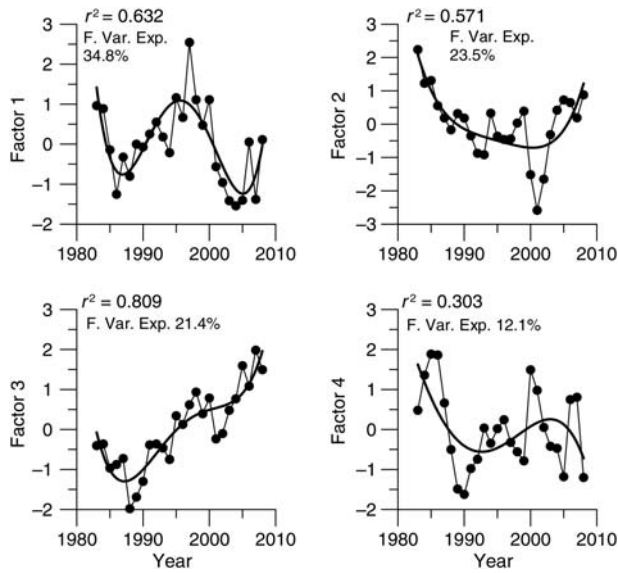 r² = 0.632
F. Var. Exp.
34.8%
3
2
1
0
−1
−2
Factor 1
1980 1990 2000 2010
r² = 0.571
F. Var. Exp.
23.5%
3
2
1
0
−1
−2
−3
Factor 2
1980 1990 2000 2010
r² = 0.809
F. Var. Exp. 21.4%
3
2
1
0
−1
−2
Factor 3
1980 1990 2000 2010
Year
r² = 0.303
F. Var. Exp. 12.1%
3
2
1
0
−1
−2
Factor 4
1980 1990 2000 2010
Year